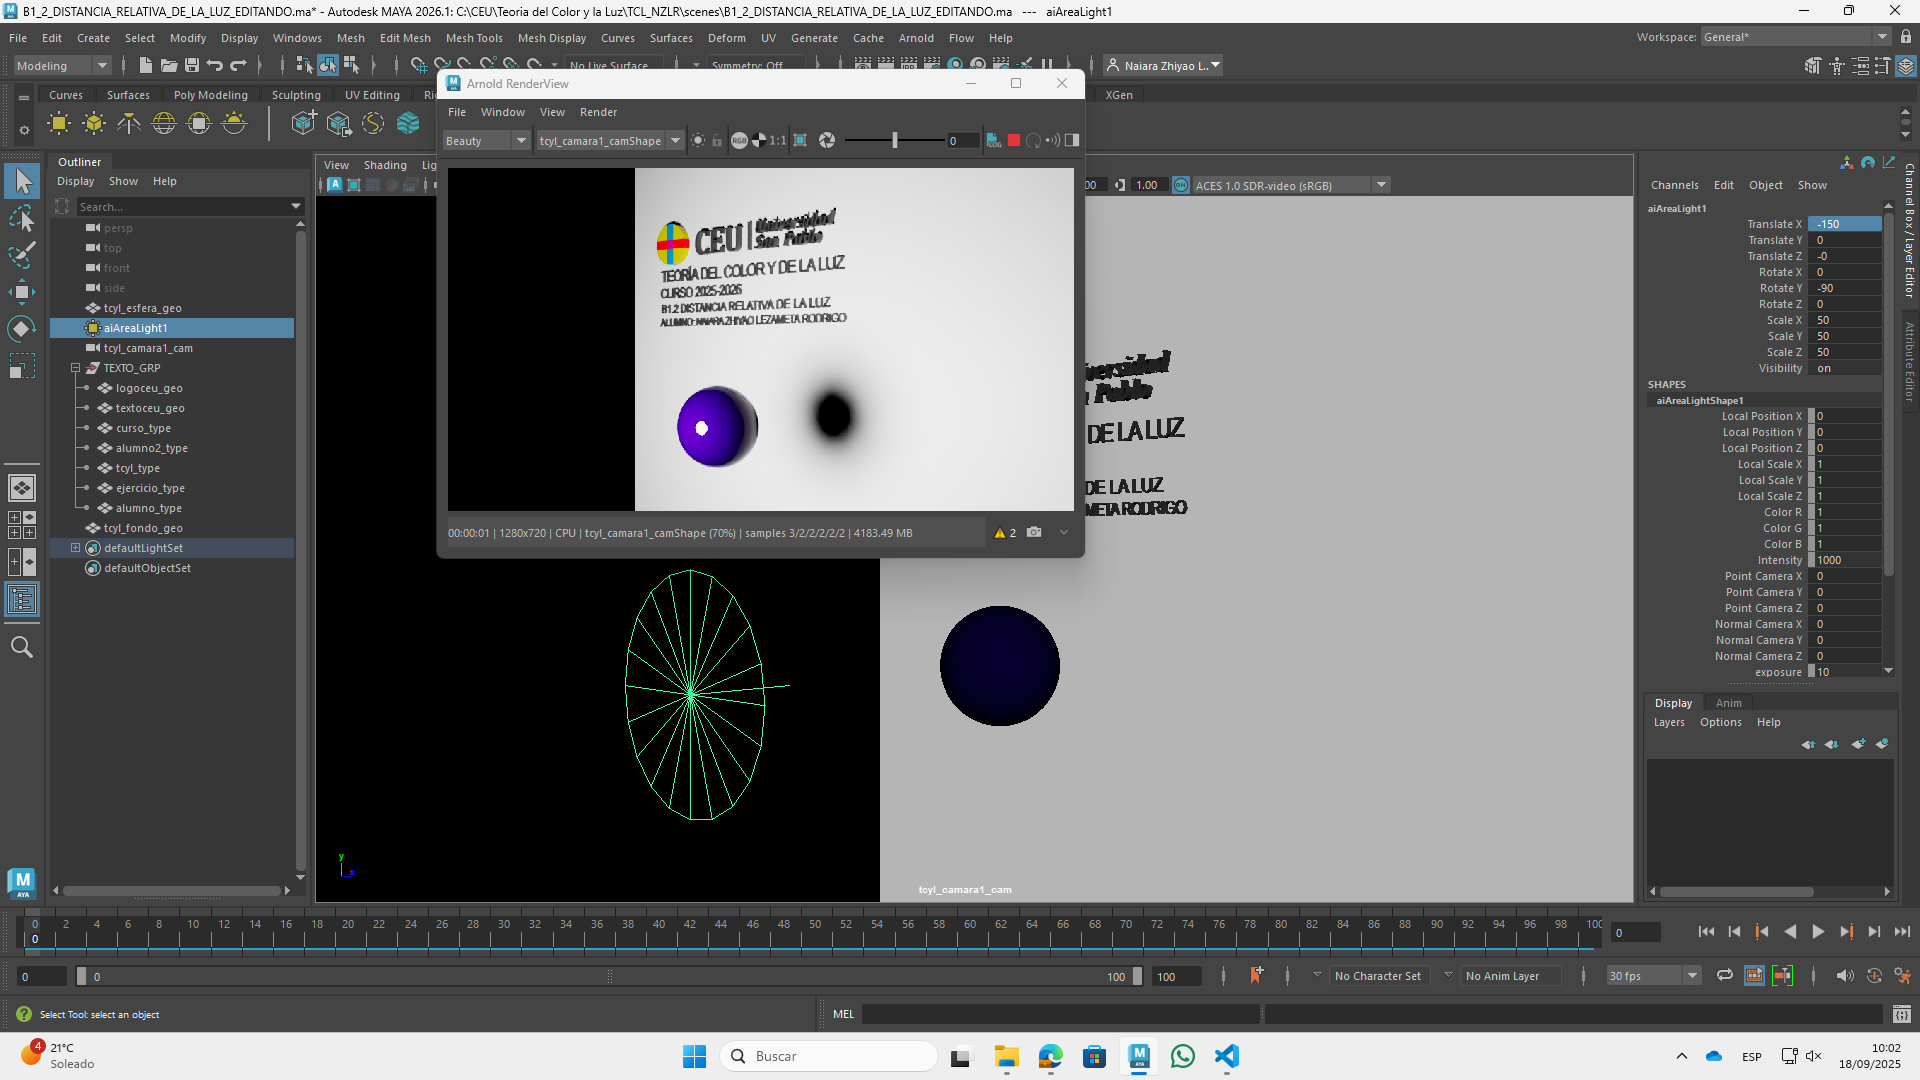 B1_2_DISTANCIA_RELATIVA_DE_LA_LUZ_EDITANDO.ma* - Autodesk MAYA 2026.1: C:\CEU\Teoria del Color y la Luz\TCL_NZLR\scenes\B1_2_DISTANCIA_RELATIVA_DE_LA_LUZ_EDITANDO.ma --- aiAreaLight1
File Edit Create Select Modify Display Windows Mesh Edit Mesh Mesh Tools Mesh Display Curves Surfaces Deform UV Generate Cache Arnold Flow Help
Workspace: General*
Modeling
No Live Surface
Symmetry: Off
Naiara Zhiyao L..
Curves Surfaces Poly Modeling Sculpting UV Editing
XGen
Arnold RenderView
File Window View Render
Beauty
tcyl_camara1_camShape
1:1
0
CEU
Universidad
San Pablo
TEORÍA DEL COLOR Y DE LA LUZ
CURSO 2025-2026
B1.2 DISTANCIA RELATIVA DE LA LUZ
ALUMNO: NAIARA ZHIYAO LEZAMETA RODRIGO
00:00:01 | 1280x720 | CPU | tcyl_camara1_camShape (70%) | samples 3/2/2/2/2/2 | 4183.49 MB
2
Outliner
Display Show Help
Search...
persp
top
front
side
tcyl_esfera_geo
aiAreaLight1
tcyl_camara1_cam
TEXTO_GRP
logoceu_geo
textoceu_geo
curso_type
alumno2_type
tcyl_type
ejercicio_type
alumno_type
tcyl_fondo_geo
defaultLightSet
defaultObjectSet
View Shading
1.00
ACES 1.0 SDR-video (sRGB)
DE LA LUZ
DE LA LUZ
RODRIGO
y
x
tcyl_camara1_cam
Channels Edit Object Show
aiAreaLight1
Translate X -150
Translate Y 0
Translate Z -0
Rotate X 0
Rotate Y -90
Rotate Z 0
Scale X 50
Scale Y 50
Scale Z 50
Visibility on
SHAPES
aiAreaLightShape1
Local Position X 0
Local Position Y 0
Local Position Z 0
Local Scale X 1
Local Scale Y 1
Local Scale Z 1
Color R 1
Color G 1
Color B 1
Intensity 1000
Point Camera X 0
Point Camera Y 0
Point Camera Z 0
Normal Camera X 0
Normal Camera Y 0
Normal Camera Z 0
exposure 10
Channel Box / Layer Editor
Attribute Editor
Display Anim
Layers Options Help
0 2 4 6 8 10 12 14 16 18 20 22 24 26 28 30 32 34 36 38 40 42 44 46 48 50 52 54 56 58 60 62 64 66 68 70 72 74 76 78 80 82 84 86 88 90 92 94 96 98 100
0
0
0
0
100
100
No Character Set
No Anim Layer
30 fps
Select Tool: select an object
MEL
M
AYA
4
21°C
Soleado
Buscar
ESP
10:02
18/09/2025